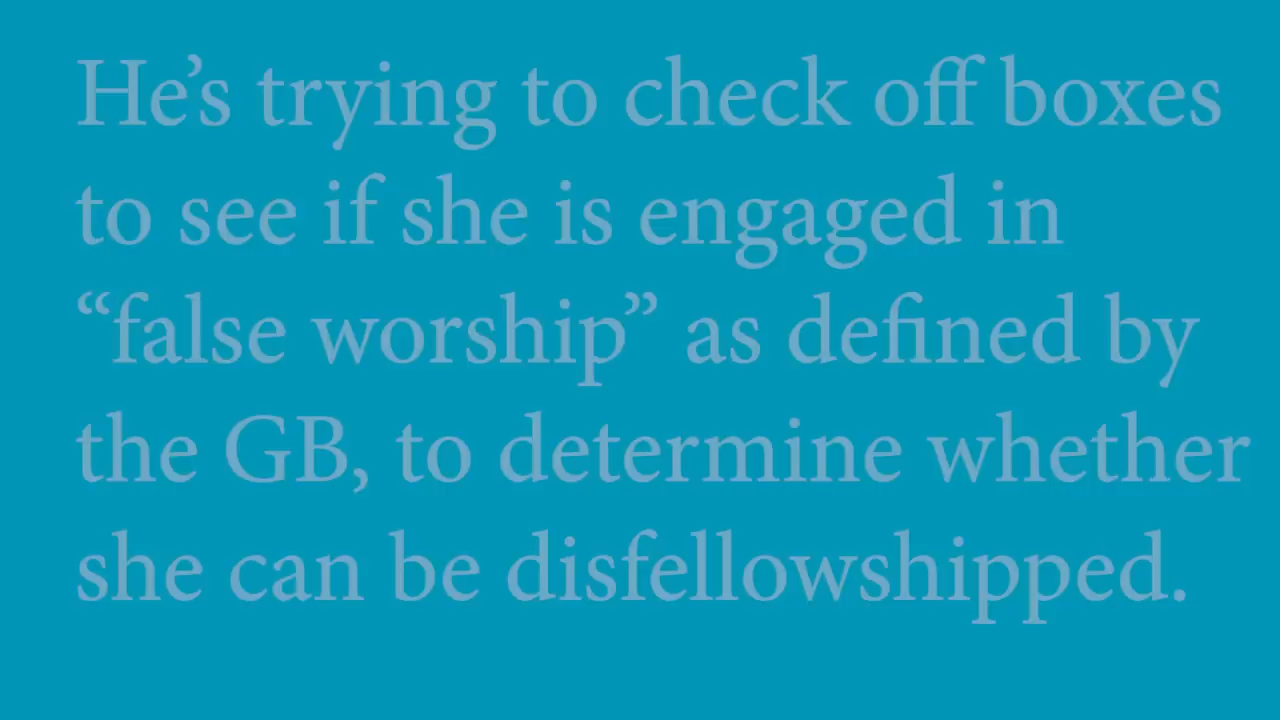 He’s trying to check off boxes
to see if she is engaged in
“false worship” as defined by
the GB, to determine whether
she can be disfellowshipped.